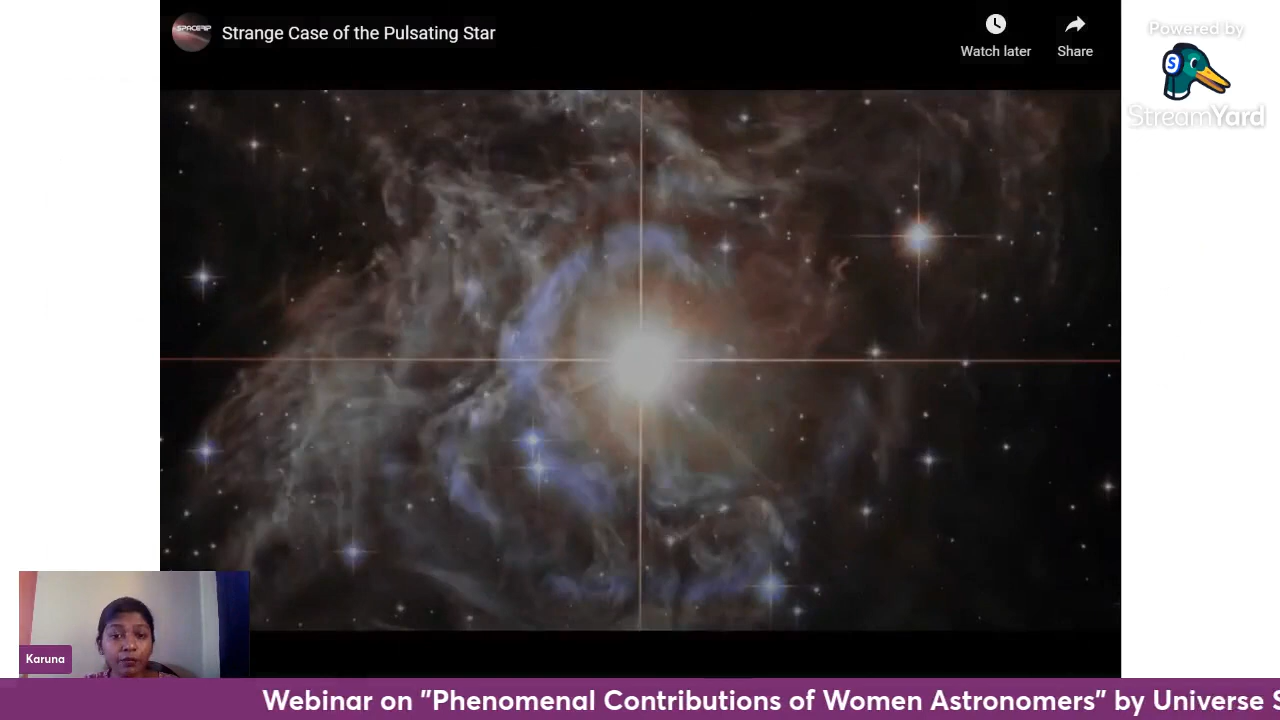 SPACERIP
Strange Case of the Pulsating Star
Watch later
Share
Powered by
S
StreamYard
Karuna
Webinar on "Phenomenal Contributions of Women Astronomers" by Universe S